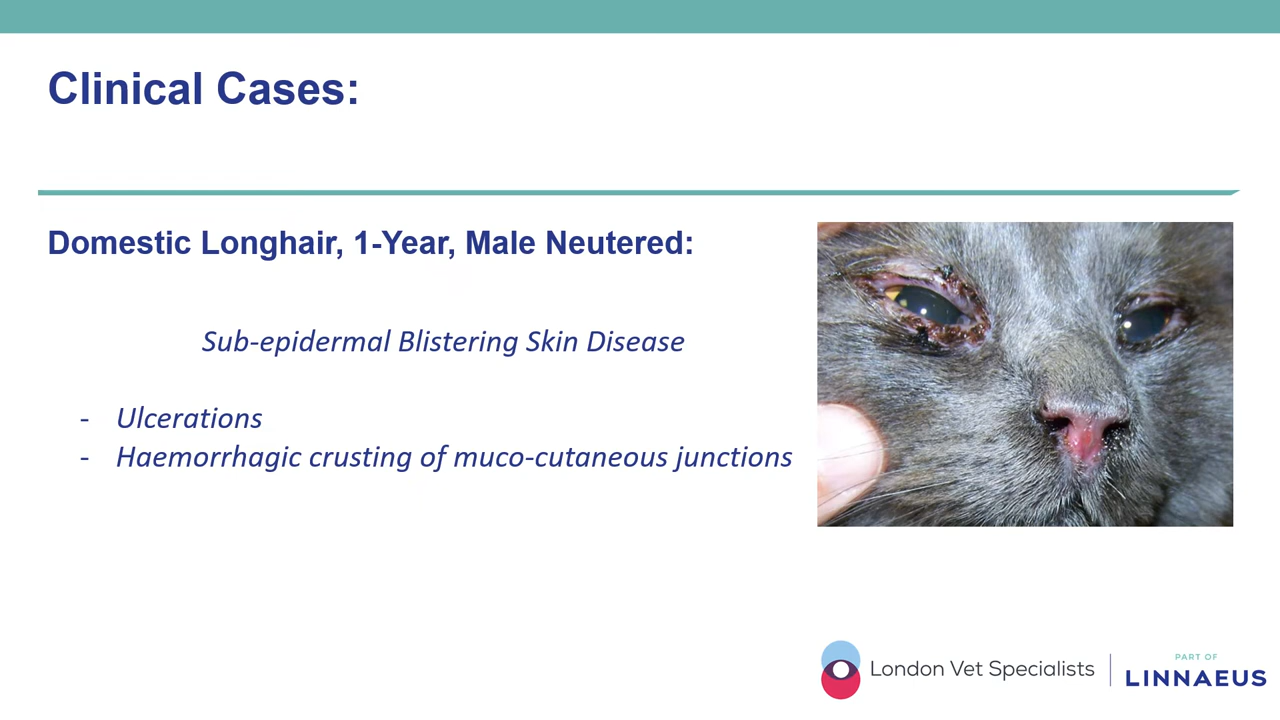 Clinical Cases:
Domestic Longhair, 1-Year, Male Neutered:
Sub-epidermal Blistering Skin Disease
- Ulcerations
- Haemorrhagic crusting of muco-cutaneous junctions
London Vet Specialists
PART OF
LINNAEUS